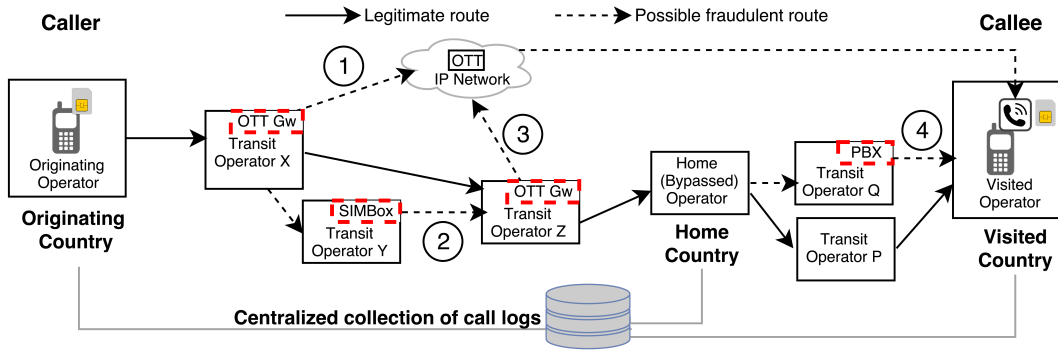 Legitimate route
Possible fraudulent route
Caller
Callee
1
OTT
IP Network
OTT Gw
Transit
Operator X
3
4
Originating
Operator
Home
(Bypassed)
Operator
PBX
Transit
Operator Q
OTT Gw
Transit
Operator Z
Visited
Operator
SIMBox
Transit
Operator Y
2
Originating
Country
Home
Country
Transit
Operator P
Visited
Country
Centralized collection of call logs